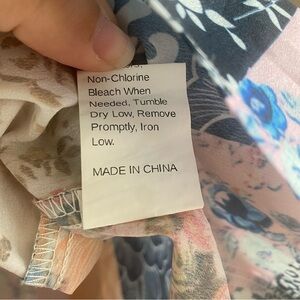 Non-Chlorine
Bleach When
Needed, Tumble
Dry Low, Remove
Promptly, Iron
Low.
MADE IN CHINA